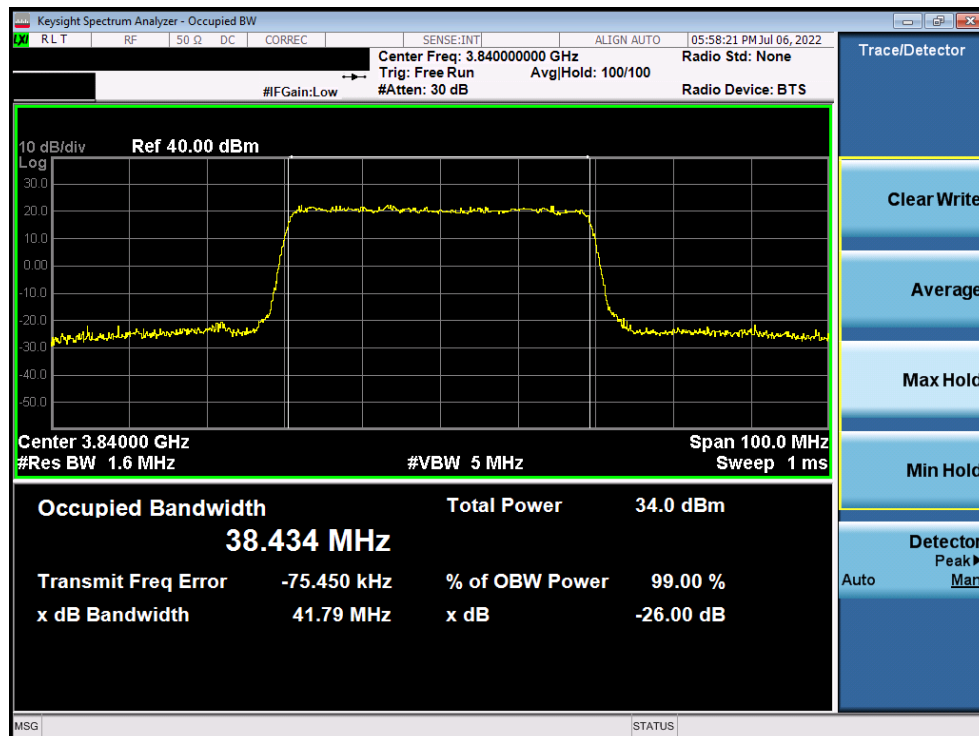 Keysight Spectrum Analyzer - Occupied BW
LXI RLT RF 50 Ω DC CORREC SENSE:INT ALIGN AUTO 05:58:21 PM Jul 06, 2022
Center Freq: 3.840000000 GHz Radio Std: None
Trig: Free Run Avg|Hold: 100/100
#IFGain:Low #Atten: 30 dB Radio Device: BTS
Trace/Detector
10 dB/div Ref 40.00 dBm
Log
30.0
20.0
10.0
0.00
-10.0
-20.0
-30.0
-40.0
-50.0
Center 3.84000 GHz Span 100.0 MHz
#Res BW 1.6 MHz #VBW 5 MHz Sweep 1 ms
Occupied Bandwidth Total Power 34.0 dBm
38.434 MHz
Transmit Freq Error -75.450 kHz % of OBW Power 99.00 %
x dB Bandwidth 41.79 MHz x dB -26.00 dB
Clear Write
Average
Max Hold
Min Hold
Detector
Peak▶
Auto Man
MSG STATUS